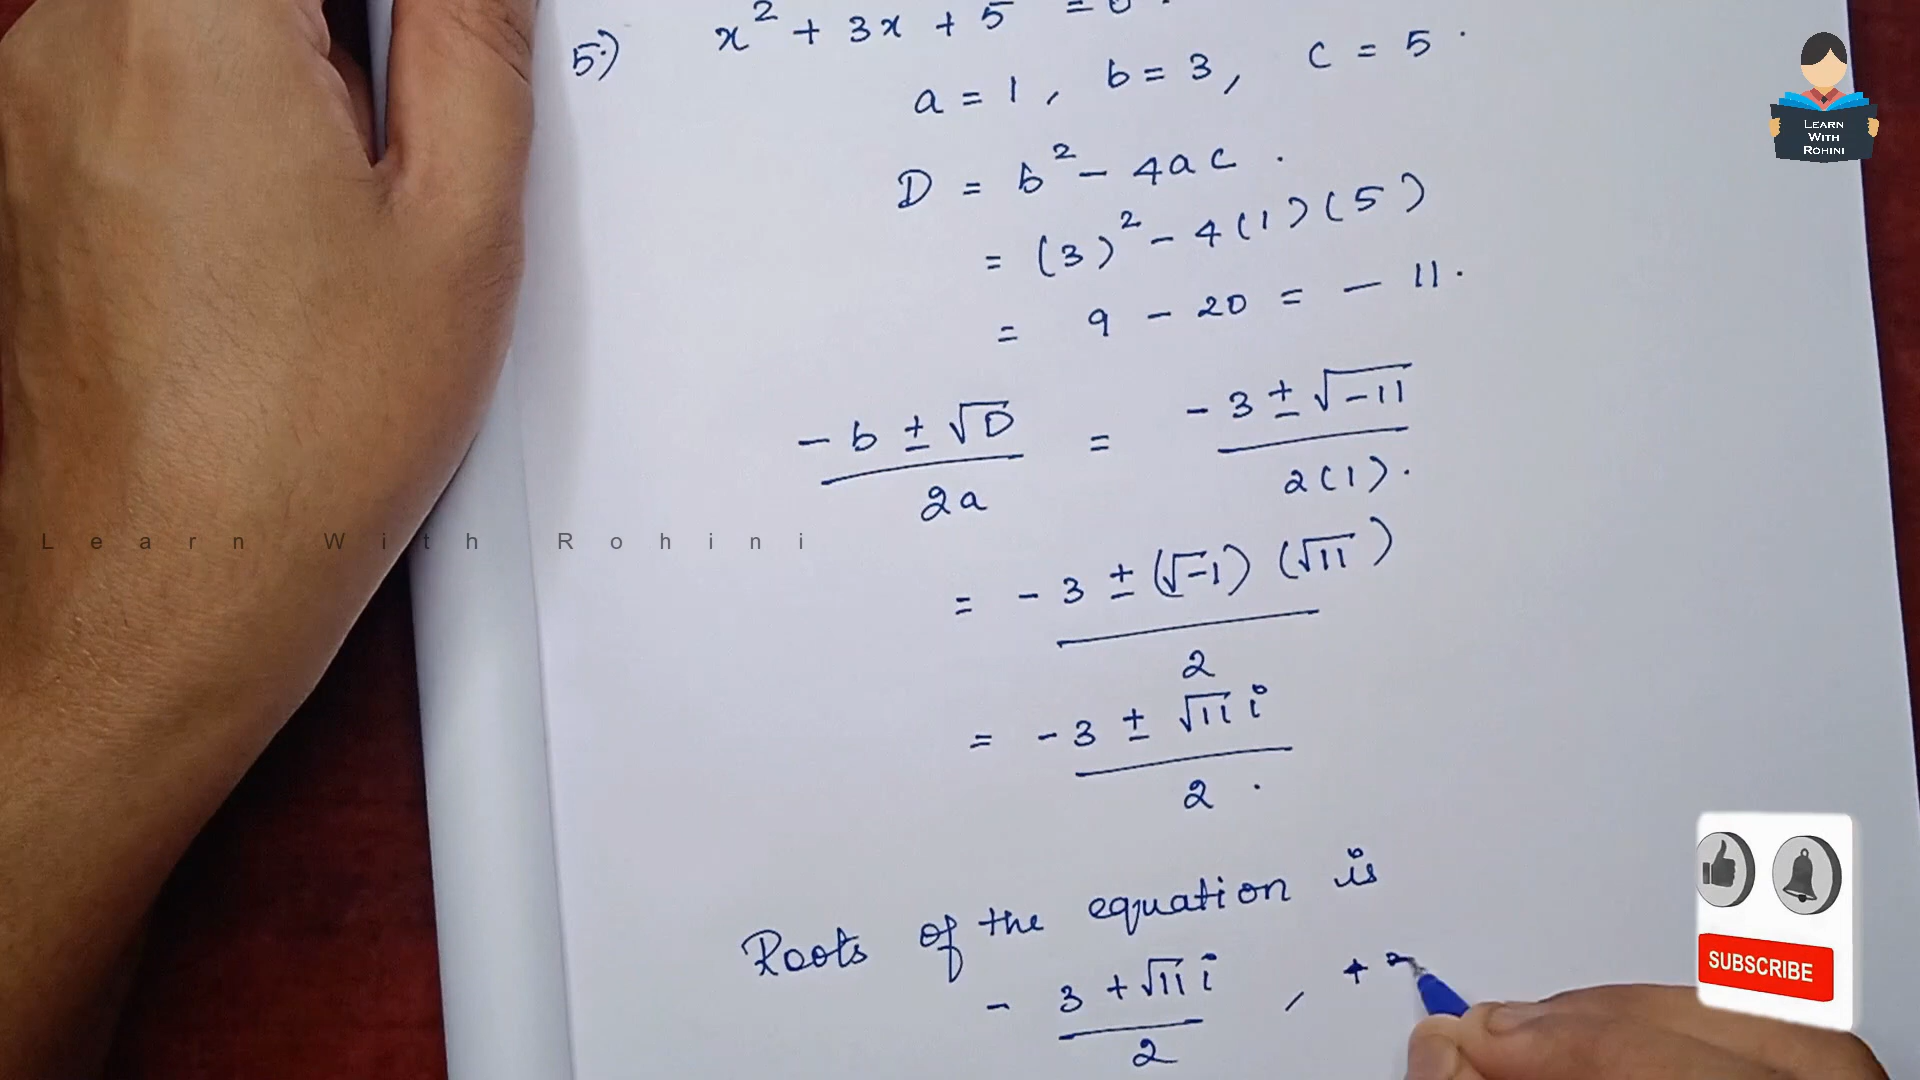 5.) x² + 3x + 5 = 0.
a = 1, b = 3, c = 5.
D = b² - 4ac.
= (3)² - 4(1)(5)
= 9 - 20 = - 11.
(- b ± √D)/2a = (- 3 ± √-11)/2(1).
= (- 3 ± (√-1) (√11))/2
= (- 3 ± √11 i)/2.
Roots of the equation is
- (3 + √11 i)/2 ,
LEARN
WITH
ROHINI
Learn With Rohini
SUBSCRIBE